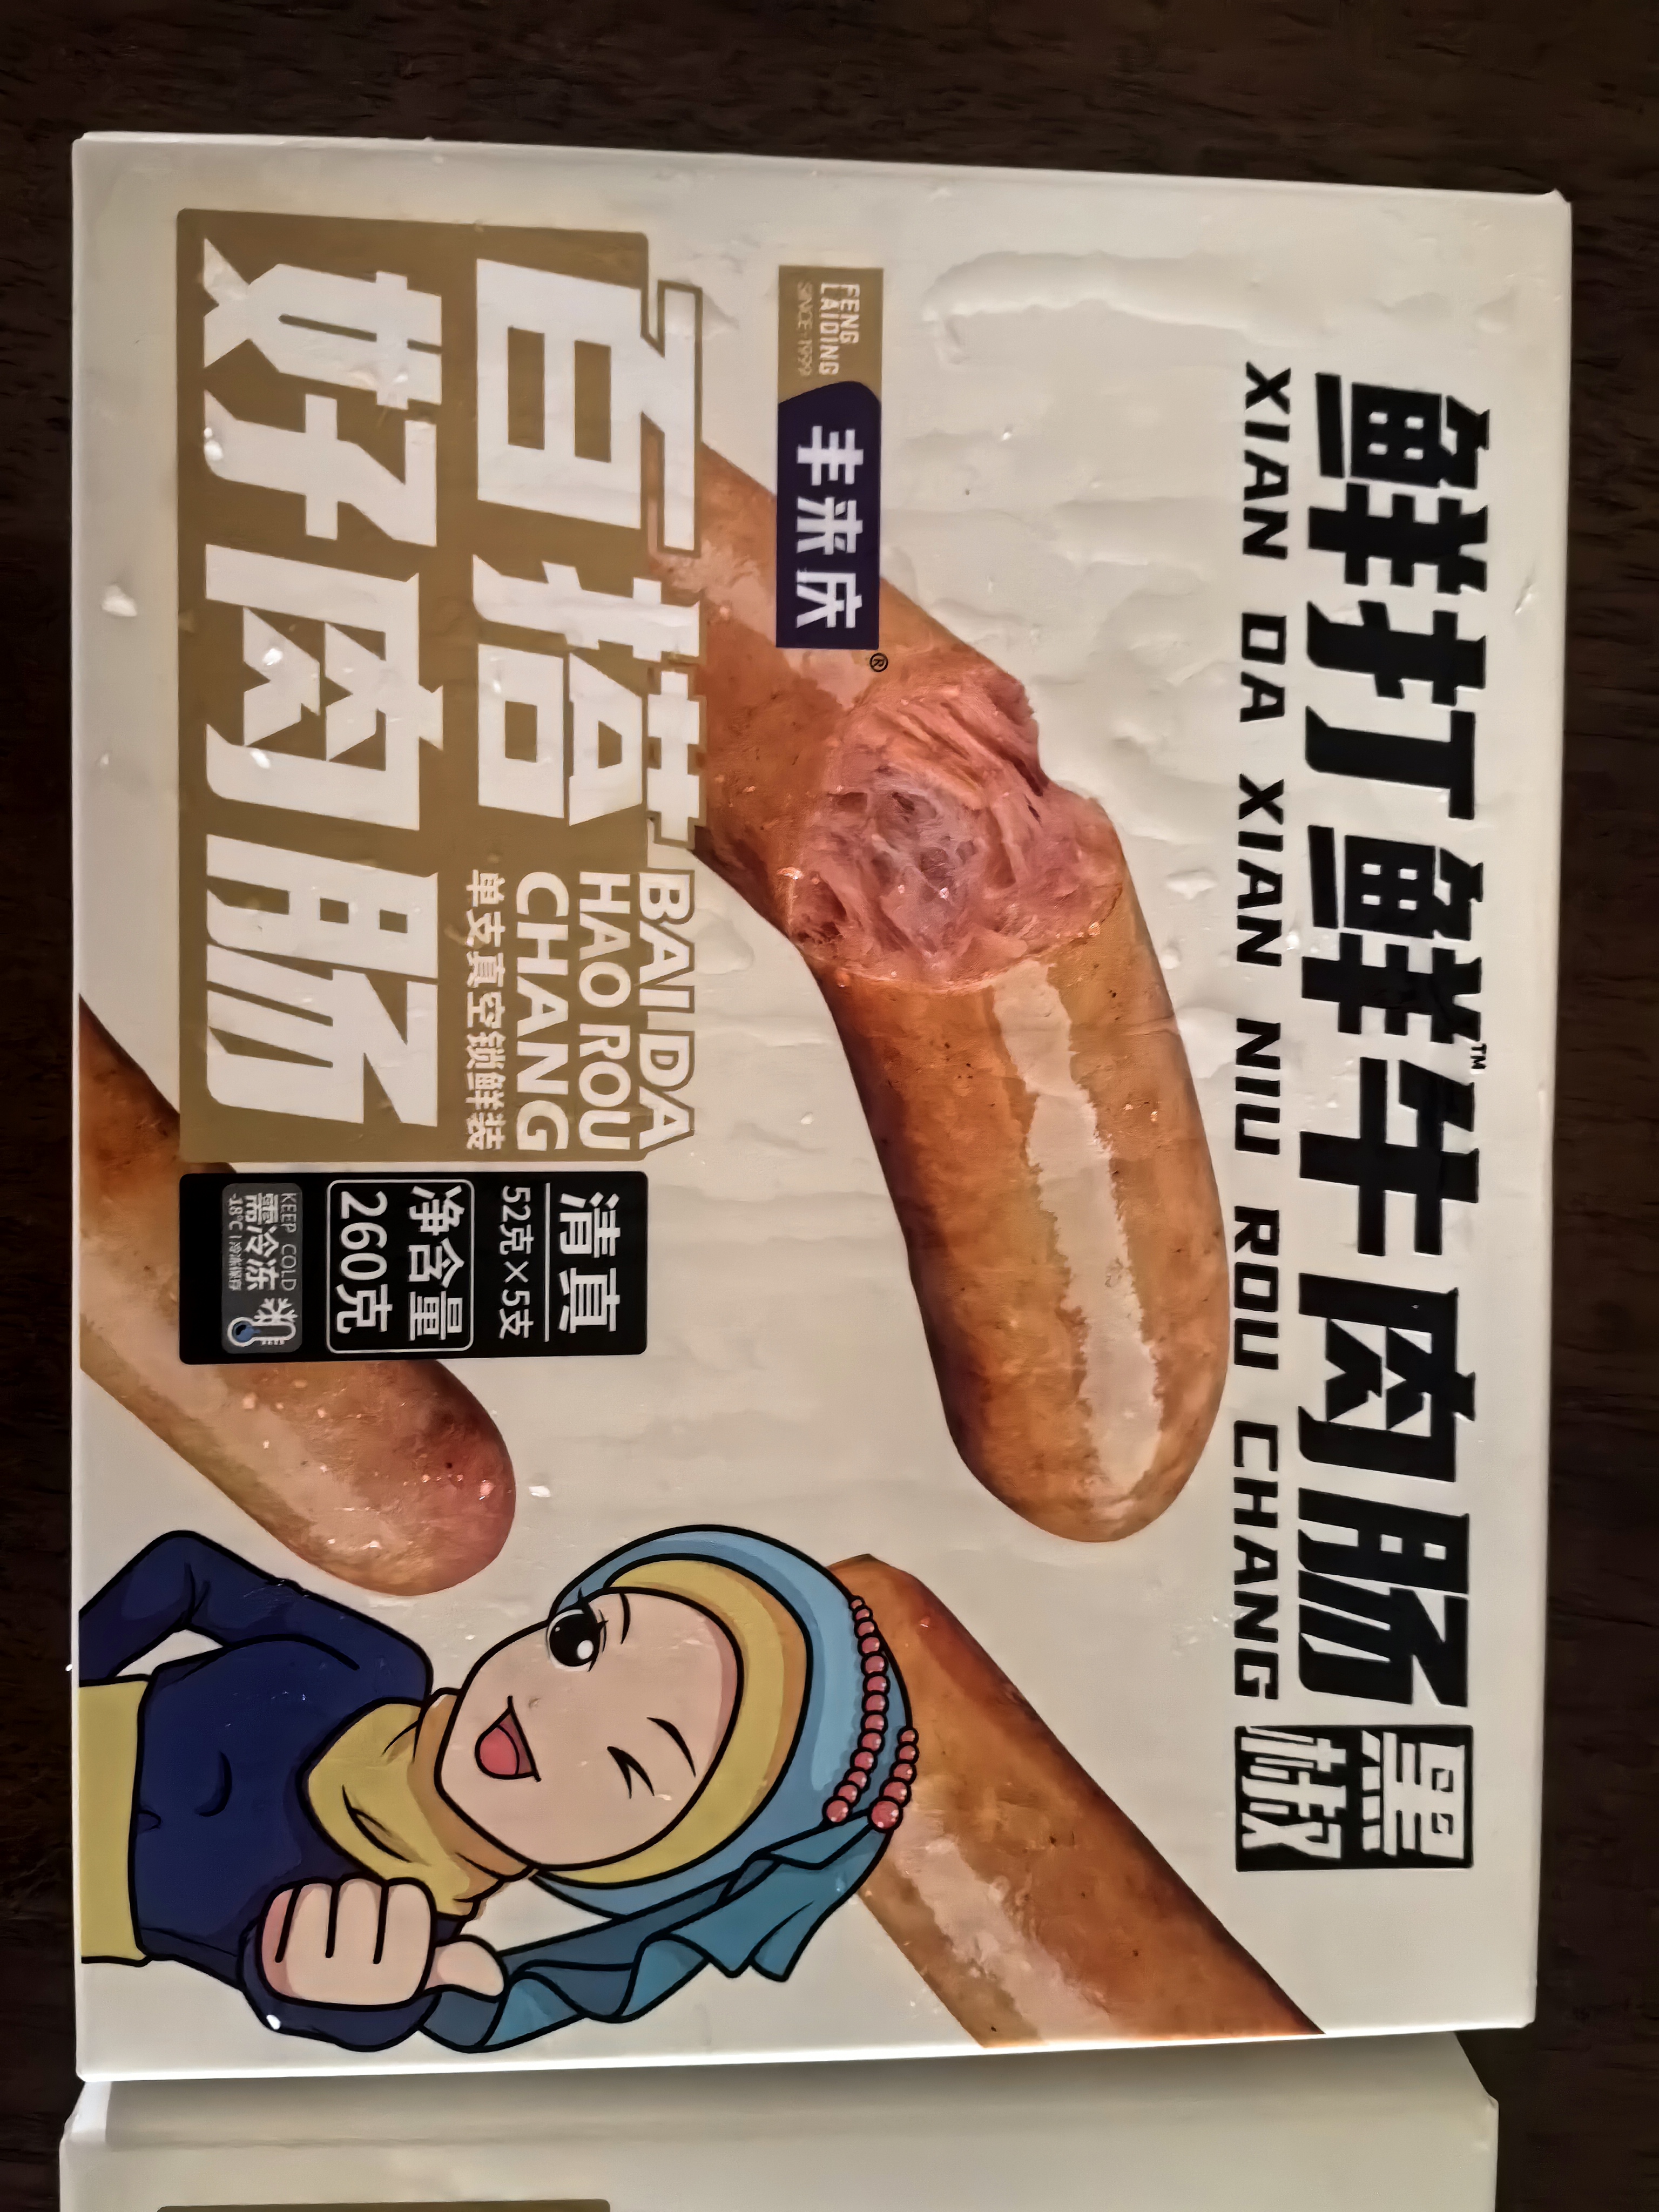 鲜打鲜牛肉肠™
XIAN DA XIAN NIU ROU CHANG
黑椒
FENG
LAIDING
SINCE·1999
丰来庆®
百搭
好肉肠
BAI DA
HAO ROU
CHANG
单支真空锁鲜装
清真
52克×5支
净含量
260克
KEEP COLD
需冷冻
-18°C | 冷冻保存